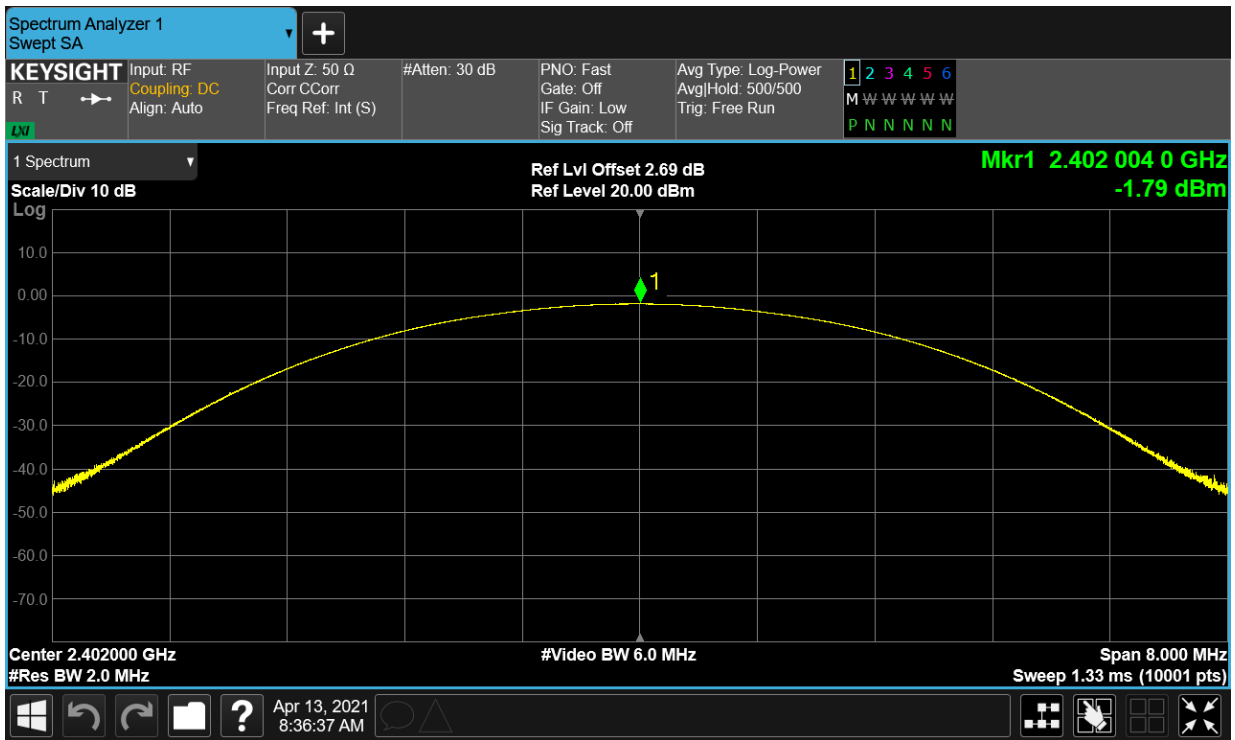 Spectrum Analyzer 1
Swept SA
KEYSIGHT
R T
LXI
Input: RF
Coupling: DC
Align: Auto
Input Z: 50 Ω
Corr CCorr
Freq Ref: Int (S)
#Atten: 30 dB
PNO: Fast
Gate: Off
IF Gain: Low
Sig Track: Off
Avg Type: Log-Power
Avg|Hold: 500/500
Trig: Free Run
1 2 3 4 5 6
M W W W W W
P N N N N N
1 Spectrum
Scale/Div 10 dB
Log
Ref Lvl Offset 2.69 dB
Ref Level 20.00 dBm
Mkr1 2.402 004 0 GHz
-1.79 dBm
1
10.0
0.00
-10.0
-20.0
-30.0
-40.0
-50.0
-60.0
-70.0
Center 2.402000 GHz
#Res BW 2.0 MHz
#Video BW 6.0 MHz
Span 8.000 MHz
Sweep 1.33 ms (10001 pts)
?
Apr 13, 2021
8:36:37 AM